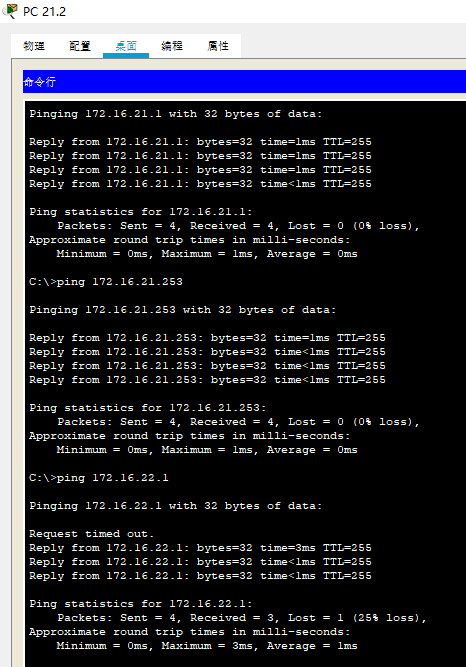 PC 21.2
物理 配置 桌面 编程 属性
命令行
Pinging 172.16.21.1 with 32 bytes of data:
Reply from 172.16.21.1: bytes=32 time=1ms TTL=255
Reply from 172.16.21.1: bytes=32 time=1ms TTL=255
Reply from 172.16.21.1: bytes=32 time=1ms TTL=255
Reply from 172.16.21.1: bytes=32 time<1ms TTL=255
Ping statistics for 172.16.21.1:
Packets: Sent = 4, Received = 4, Lost = 0 (0% loss),
Approximate round trip times in milli-seconds:
Minimum = 0ms, Maximum = 1ms, Average = 0ms
C:\>ping 172.16.21.253
Pinging 172.16.21.253 with 32 bytes of data:
Reply from 172.16.21.253: bytes=32 time=1ms TTL=255
Reply from 172.16.21.253: bytes=32 time<1ms TTL=255
Reply from 172.16.21.253: bytes=32 time<1ms TTL=255
Reply from 172.16.21.253: bytes=32 time<1ms TTL=255
Ping statistics for 172.16.21.253:
Packets: Sent = 4, Received = 4, Lost = 0 (0% loss),
Approximate round trip times in milli-seconds:
Minimum = 0ms, Maximum = 1ms, Average = 0ms
C:\>ping 172.16.22.1
Pinging 172.16.22.1 with 32 bytes of data:
Request timed out.
Reply from 172.16.22.1: bytes=32 time=3ms TTL=255
Reply from 172.16.22.1: bytes=32 time<1ms TTL=255
Reply from 172.16.22.1: bytes=32 time<1ms TTL=255
Ping statistics for 172.16.22.1:
Packets: Sent = 4, Received = 3, Lost = 1 (25% loss),
Approximate round trip times in milli-seconds:
Minimum = 0ms, Maximum = 3ms, Average = 1ms